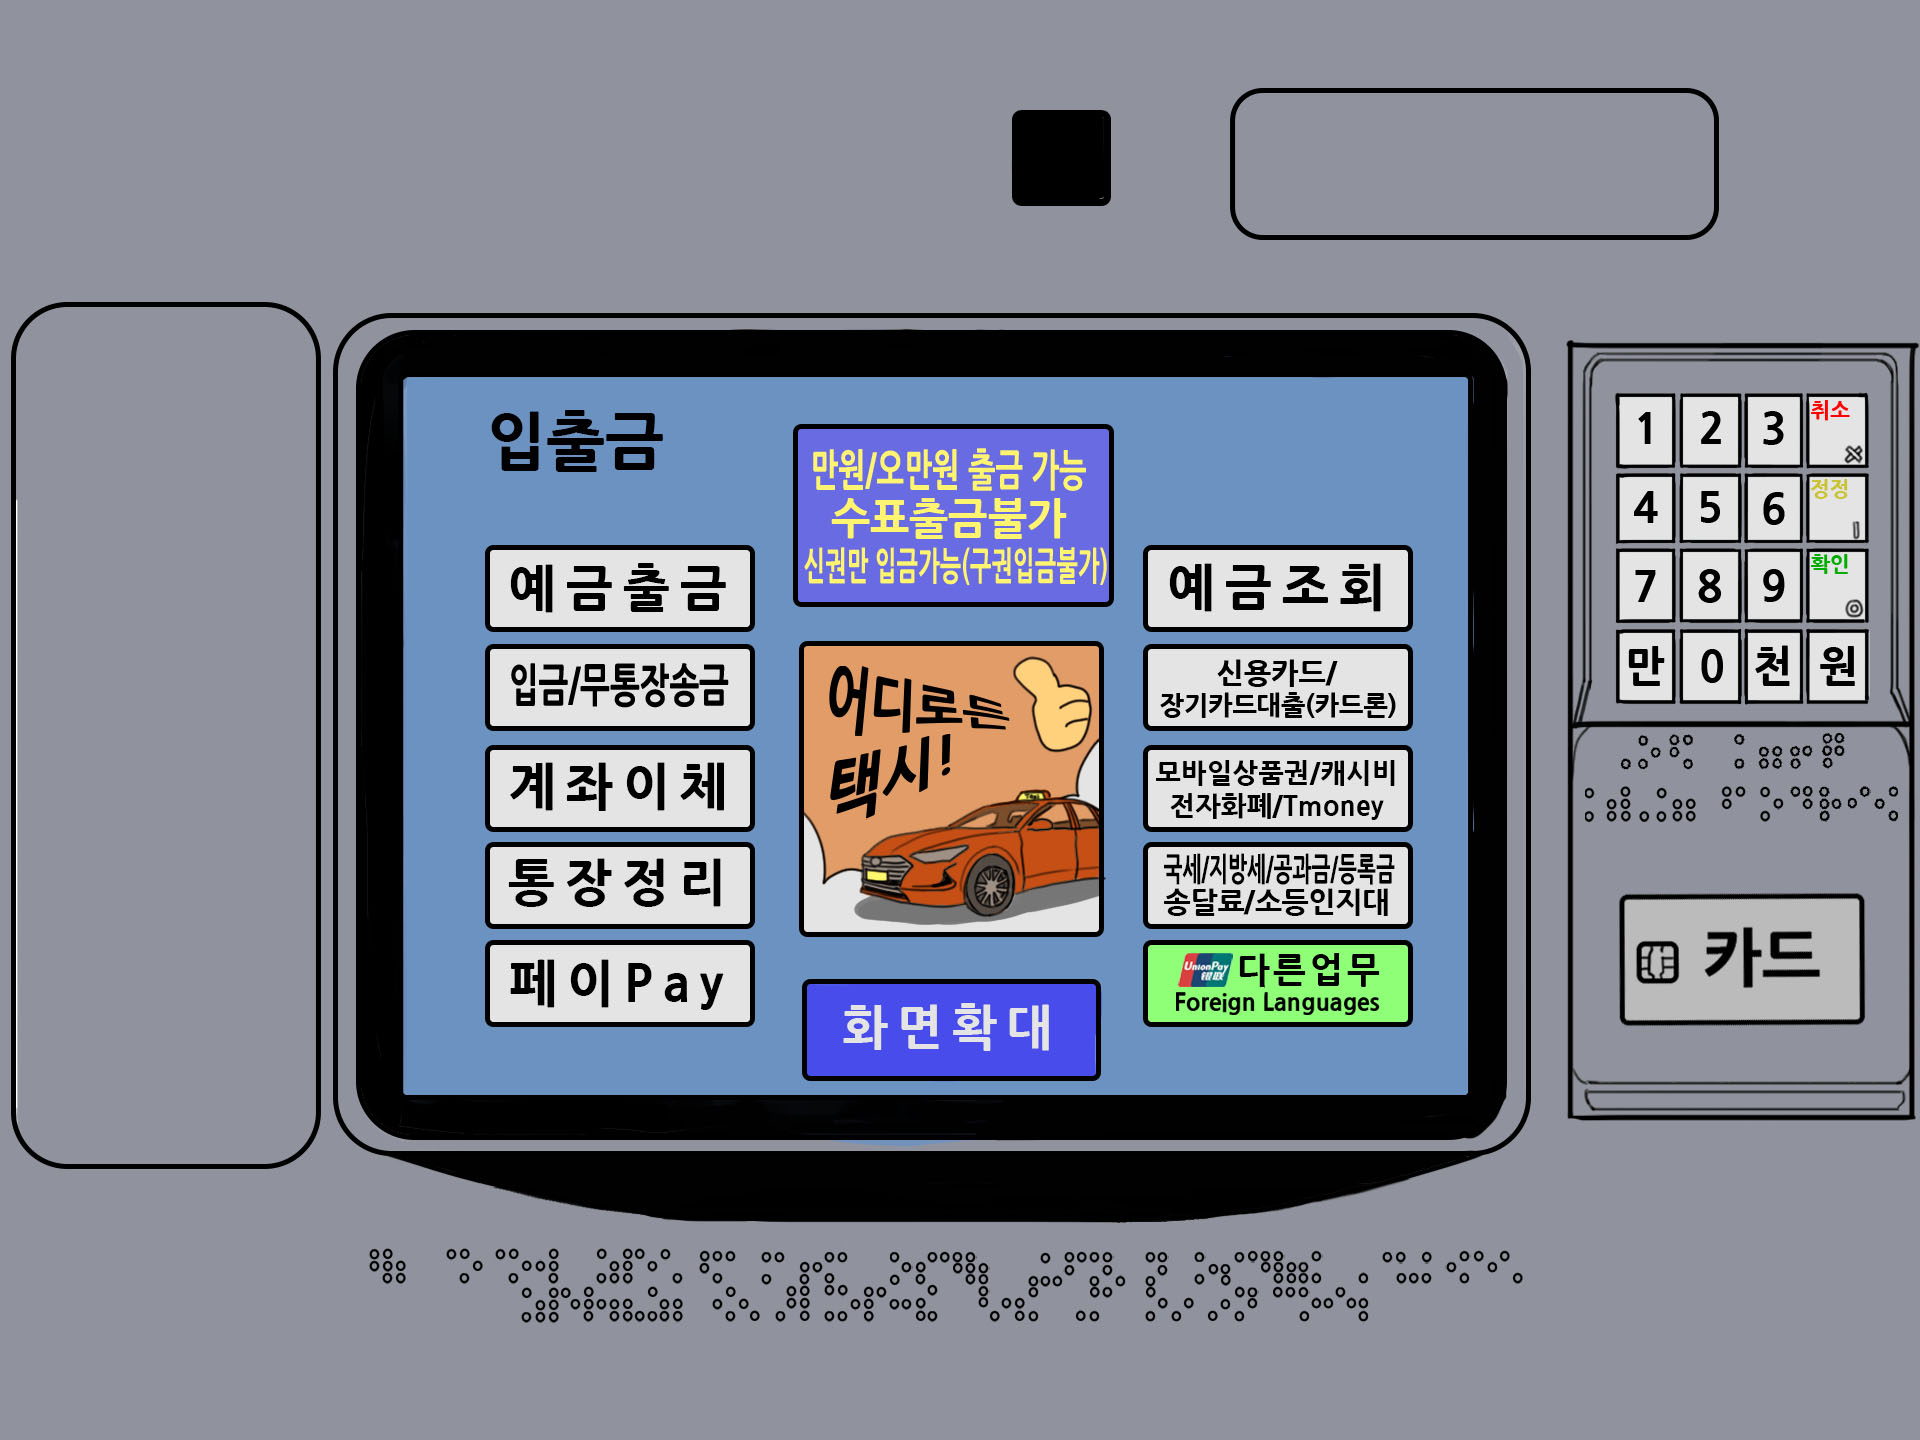 입출금
만원/오만원 출금 가능
수표출금불가
신권만 입금가능(구권입금불가)
예금출금
입금/무통장송금
계좌이체
통장정리
페이Pay
어디로든
택시!
화면확대
예금조회
신용카드/
장기카드대출(카드론)
모바일상품권/캐시비
전자화폐/Tmoney
국세/지방세/공과금/등록금
송달료/소등인지대
UnionPay
银联
다른업무
Foreign Languages
1 2 3 취소
4 5 6 정정
7 8 9 확인
만 0 천 원
카드